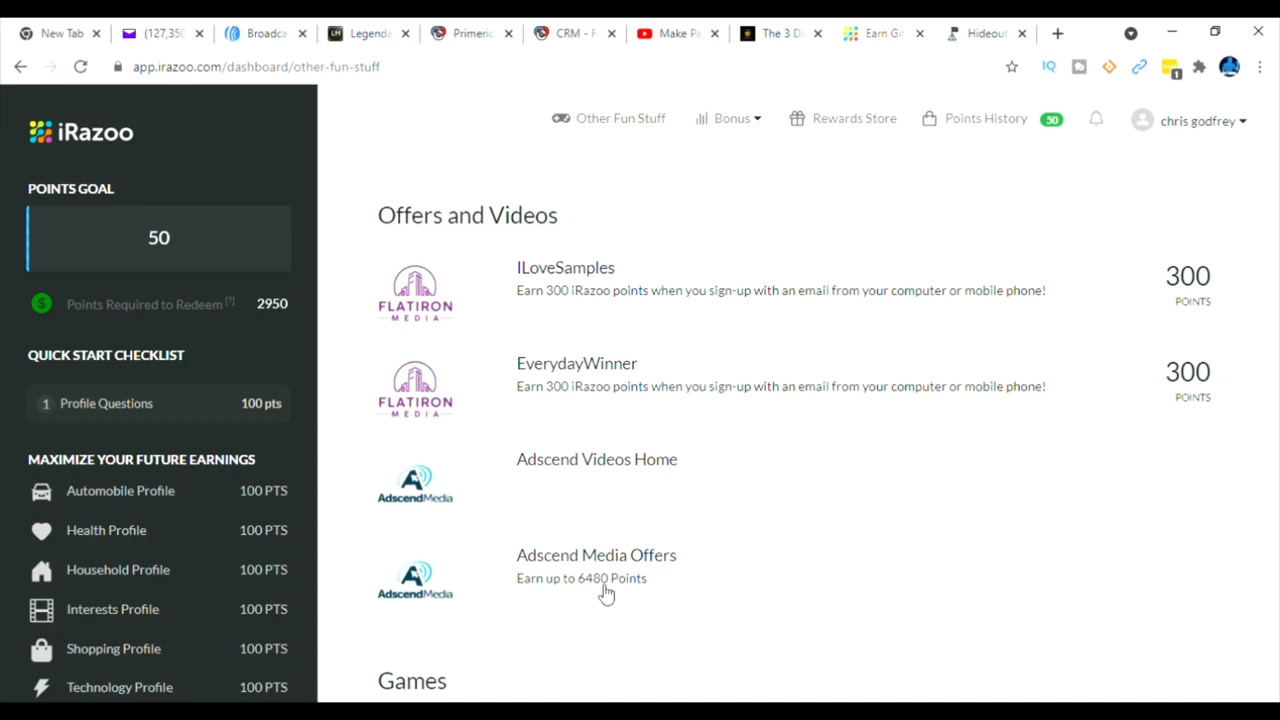 New Tab
(127,350
Broadca
Legenda
Primeric
CRM - F
Make Pa
The 3 D
Earn Gif
Hideout
app.irazoo.com/dashboard/other-fun-stuff
IQ
1
iRazoo
Other Fun Stuff
Bonus
Rewards Store
Points History
50
chris godfrey
POINTS GOAL
50
Points Required to Redeem [?]
2950
QUICK START CHECKLIST
1 Profile Questions
100 pts
MAXIMIZE YOUR FUTURE EARNINGS
Automobile Profile
100 PTS
Health Profile
100 PTS
Household Profile
100 PTS
Interests Profile
100 PTS
Shopping Profile
100 PTS
Technology Profile
100 PTS
Offers and Videos
FLATIRON
MEDIA
ILoveSamples
Earn 300 iRazoo points when you sign-up with an email from your computer or mobile phone!
300
POINTS
FLATIRON
MEDIA
EverydayWinner
Earn 300 iRazoo points when you sign-up with an email from your computer or mobile phone!
300
POINTS
AdscendMedia
Adscend Videos Home
AdscendMedia
Adscend Media Offers
Earn up to 6480 Points
Games